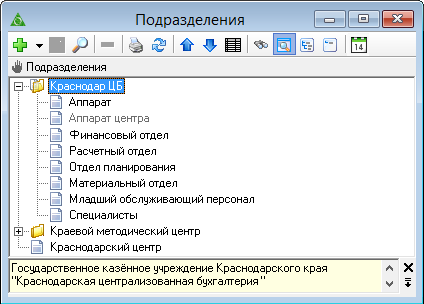 Подразделения
14
Подразделения
Краснодар ЦБ
Аппарат
Аппарат центра
Финансовый отдел
Расчетный отдел
Отдел планирования
Материальный отдел
Младший обслуживающий персонал
Специалисты
Краевой методический центр
Краснодарский центр
Государственное казённое учреждение Краснодарского края
"Краснодарская централизованная бухгалтерия "